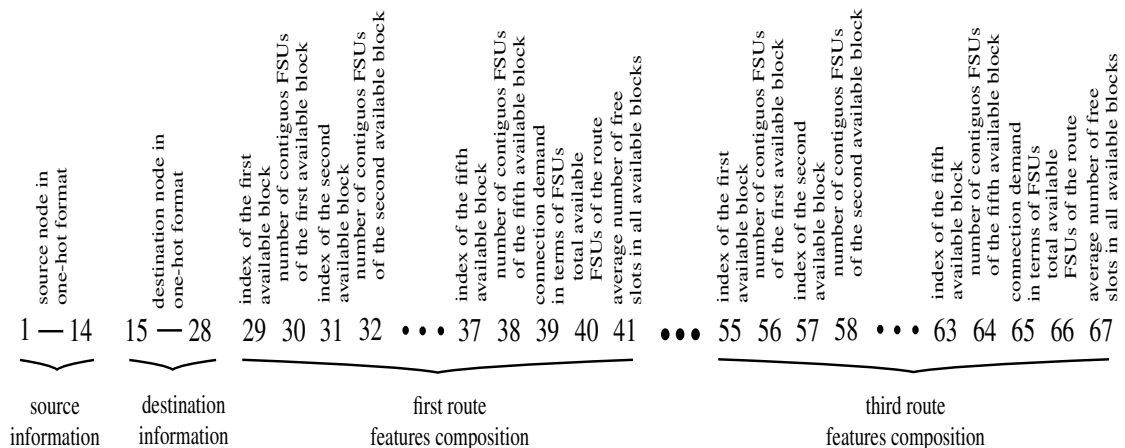 source node in
one-hot format
destination node in
one-hot format
index of the first
available block
number of contiguos FSUs
of the first available block
index of the second
available block
number of contiguos FSUs
of the second available block
index of the fifth
available block
number of contiguos FSUs
of the fifth available block
connection demand
in terms of FSUs
total available
FSUs of the route
average number of free
slots in all available blocks
index of the first
available block
number of contiguos FSUs
of the first available block
index of the second
available block
number of contiguos FSUs
of the second available block
index of the fifth
available block
number of contiguos FSUs
of the fifth available block
connection demand
in terms of FSUs
total available
FSUs of the route
average number of free
slots in all available blocks
1 — 14 15 — 28 29 30 31 32 • • • 37 38 39 40 41 ••• 55 56 57 58 • • • 63 64 65 66 67
source
information
destination
information
first route
features composition
third route
features composition